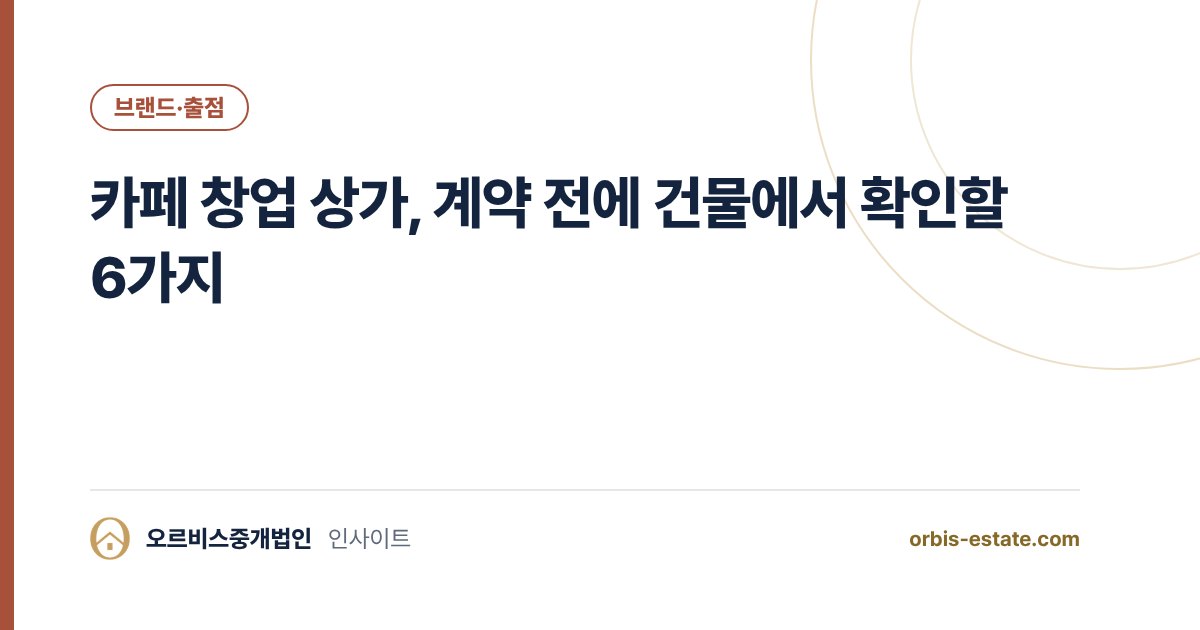 브랜드·출점
카페 창업 상가, 계약 전에 건물에서 확인할
6가지
오르비스중개법인 인사이트
orbis-estate.com